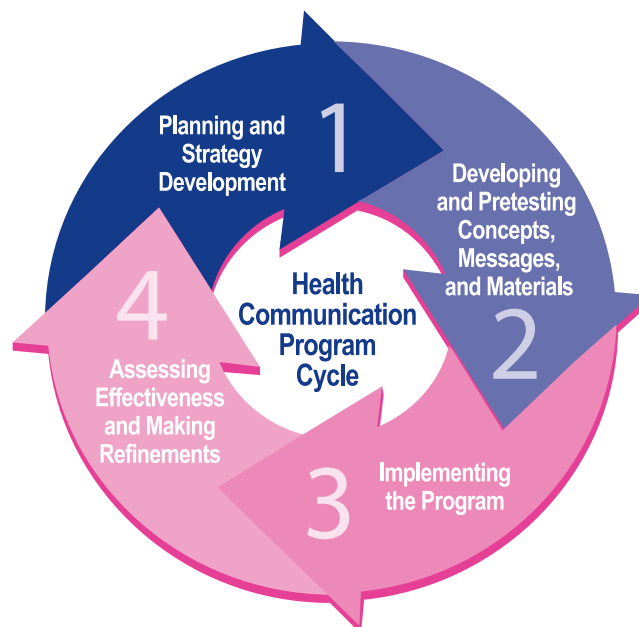 Health
Communication
Program
Cycle
1
Planning and
Strategy
Development
Developing
and Pretesting
Concepts,
Messages,
and Materials
2
3
Implementing
the Program
4
Assessing
Effectiveness
and Making
Refinements